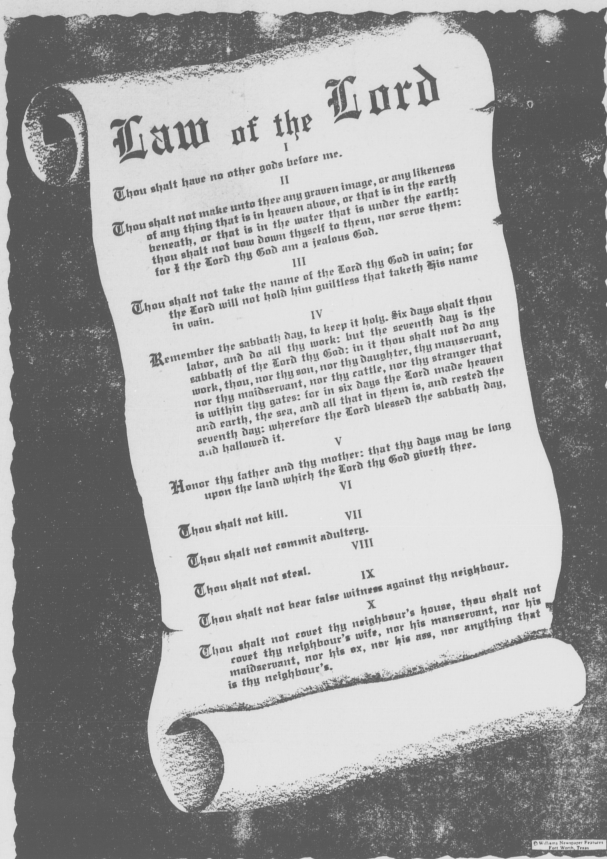 Law of the Lord
I
Thou shalt have no other gods before me.
II
Thou shalt not make unto thee any graven image, or any likeness
of any thing that is in heaven above, or that is in the earth
beneath, or that is in the water that is under the earth:
thou shalt not bow down thyself to them, nor serve them:
for I the Lord thy God am a jealous God.
III
Thou shalt not take the name of the Lord thy God in vain; for
the Lord will not hold him guiltless that taketh His name
in vain.
IV
Remember the sabbath day, to keep it holy. Six days shalt thou
labor, and do all thy work: but the seventh day is the
sabbath of the Lord thy God: in it thou shalt not do any
work, thou, nor thy son, nor thy daughter, thy manservant,
nor thy maidservant, nor thy cattle, nor thy stranger that
is within thy gates: for in six days the Lord made heaven
and earth, the sea, and all that in them is, and rested the
seventh day: wherefore the Lord blessed the sabbath day,
and hallowed it.
V
Honor thy father and thy mother: that thy days may be long
upon the land which the Lord thy God giveth thee.
VI
Thou shalt not kill.
VII
Thou shalt not commit adultery.
VIII
Thou shalt not steal.
IX
Thou shalt not bear false witness against thy neighbour.
X
Thou shalt not covet thy neighbour's house, thou shalt not
covet thy neighbour's wife, nor his manservant, nor his
maidservant, nor his ox, nor his ass, nor anything that
is thy neighbour's.
© Williams Newspaper Features
Fort Worth, Texas